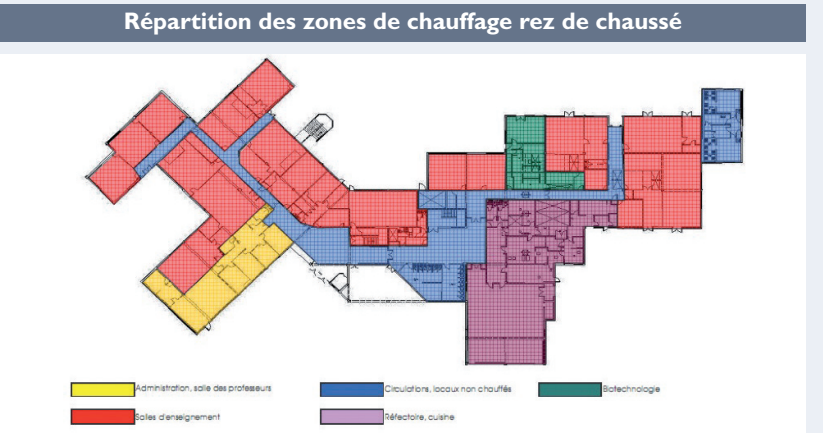 Répartition des zones de chauffage rez de chaussé
Administration, salle des professeurs
Circulations, locaux non chauffés
Biotechnologie
Salles d'enseignement
Réfectoire, cuisine